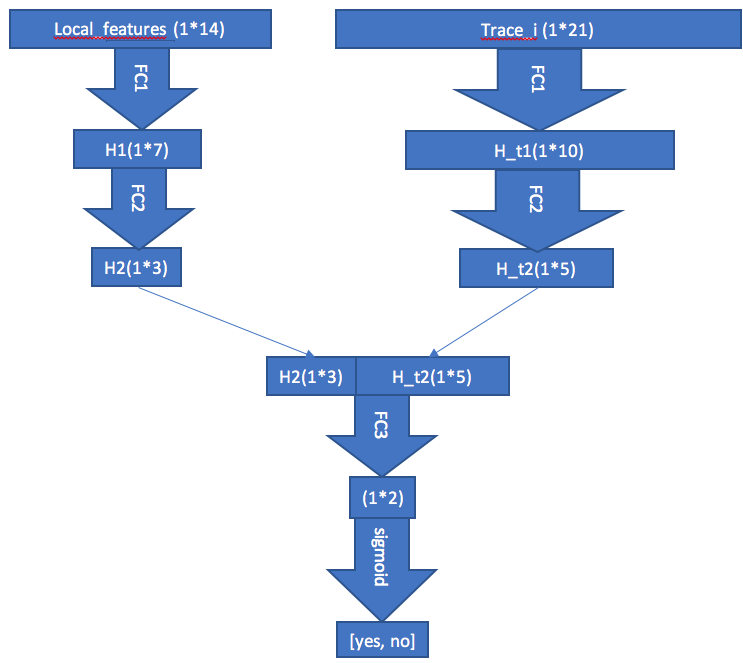 Local_features (1*14)
Trace_i (1*21)
FC1
FC1
H1(1*7)
H_t1(1*10)
FC2
FC2
H2(1*3)
H_t2(1*5)
H2(1*3)
H_t2(1*5)
FC3
(1*2)
sigmoid
[yes, no]